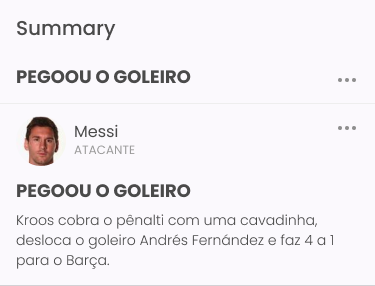 Summary
PEGOOU O GOLEIRO
Messi
ATACANTE
PEGOOU O GOLEIRO
Kroos cobra o pênalti com uma cavadinha,
desloca o goleiro Andrés Fernández e faz 4 a 1
para o Barça.